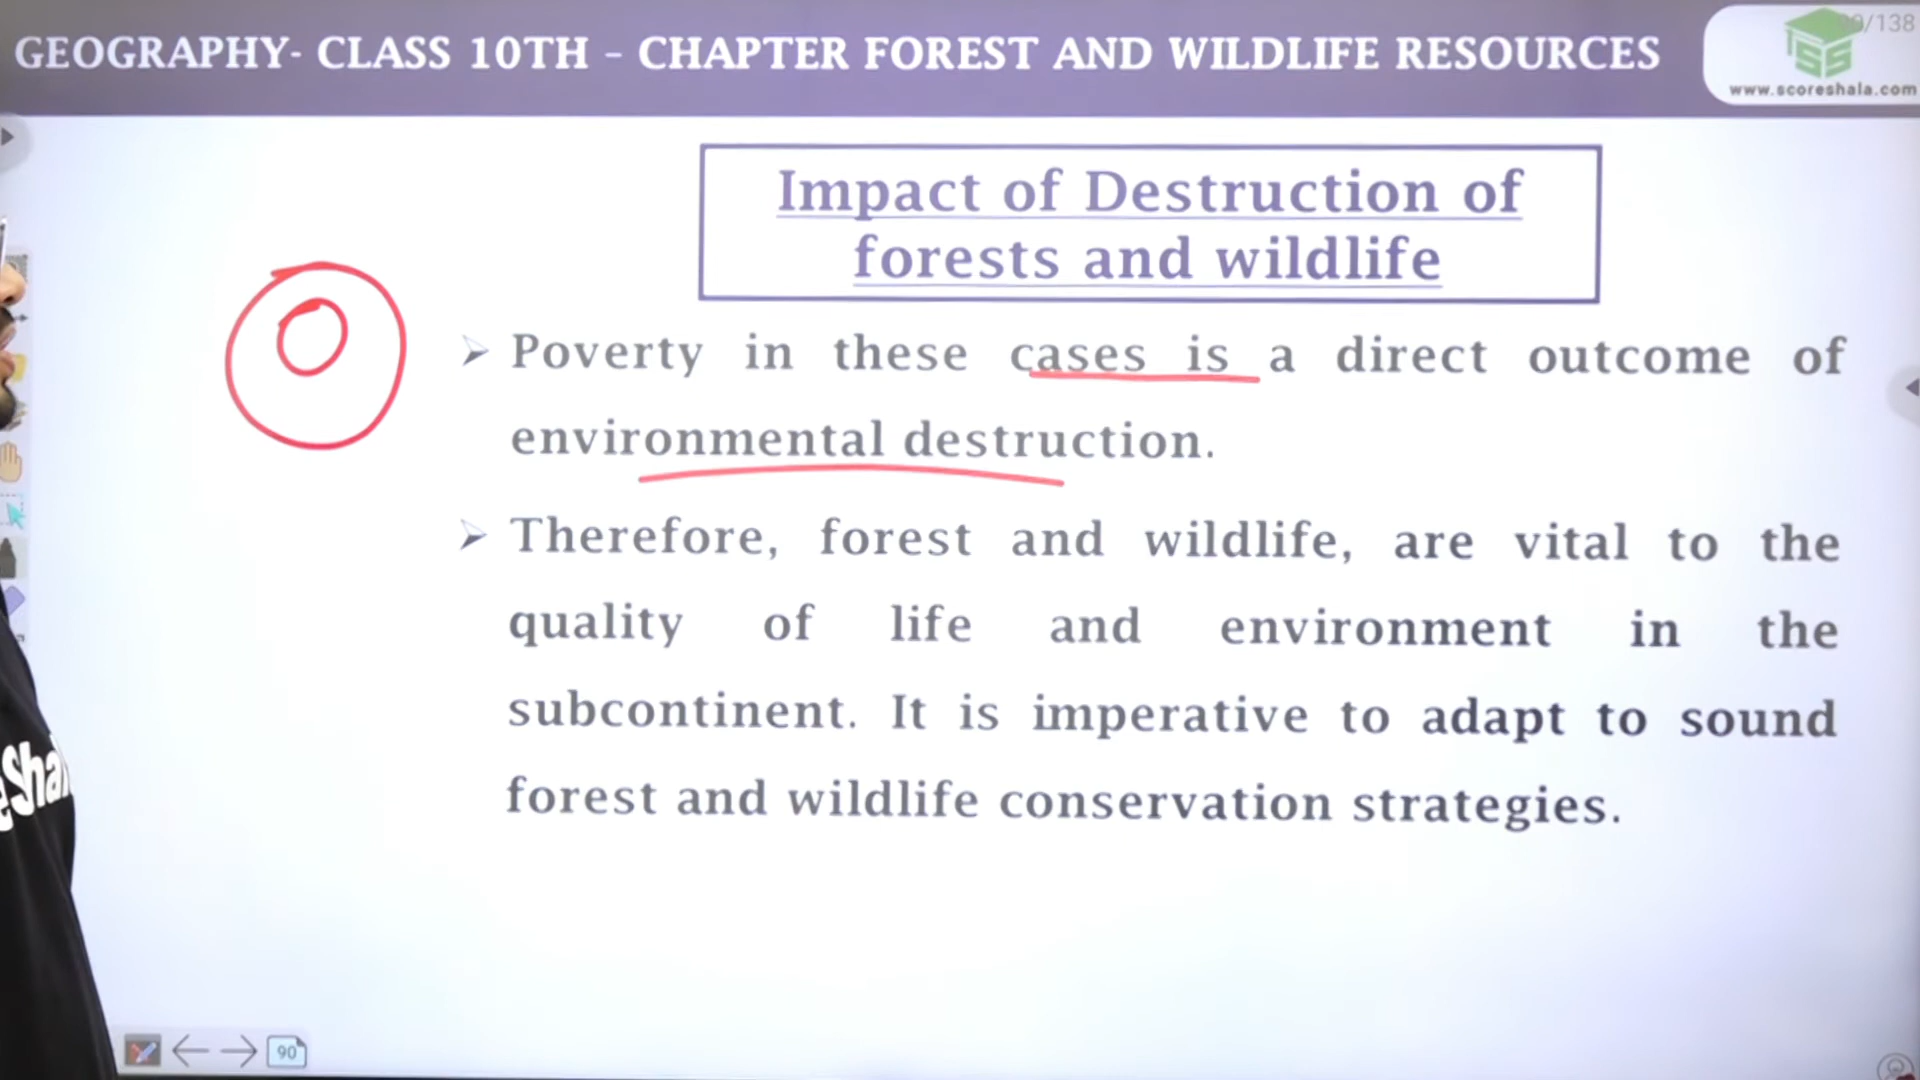 GEOGRAPHY- CLASS 10TH – CHAPTER FOREST AND WILDLIFE RESOURCES
/138
www.scoreshala.com
Impact of Destruction of
forests and wildlife
Poverty in these cases is a direct outcome of
environmental destruction.
Therefore, forest and wildlife, are vital to the
quality of life and environment in the
subcontinent. It is imperative to adapt to sound
forest and wildlife conservation strategies.
90